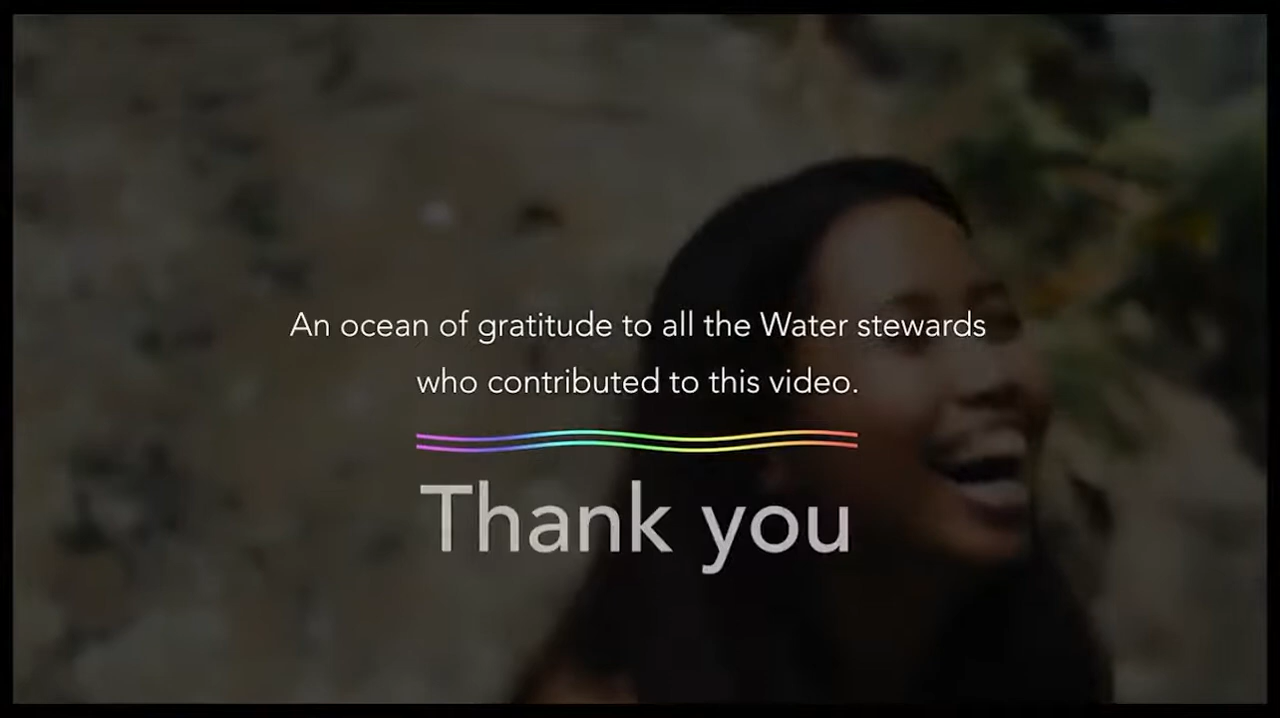 An ocean of gratitude to all the Water stewards
who contributed to this video.
Thank you